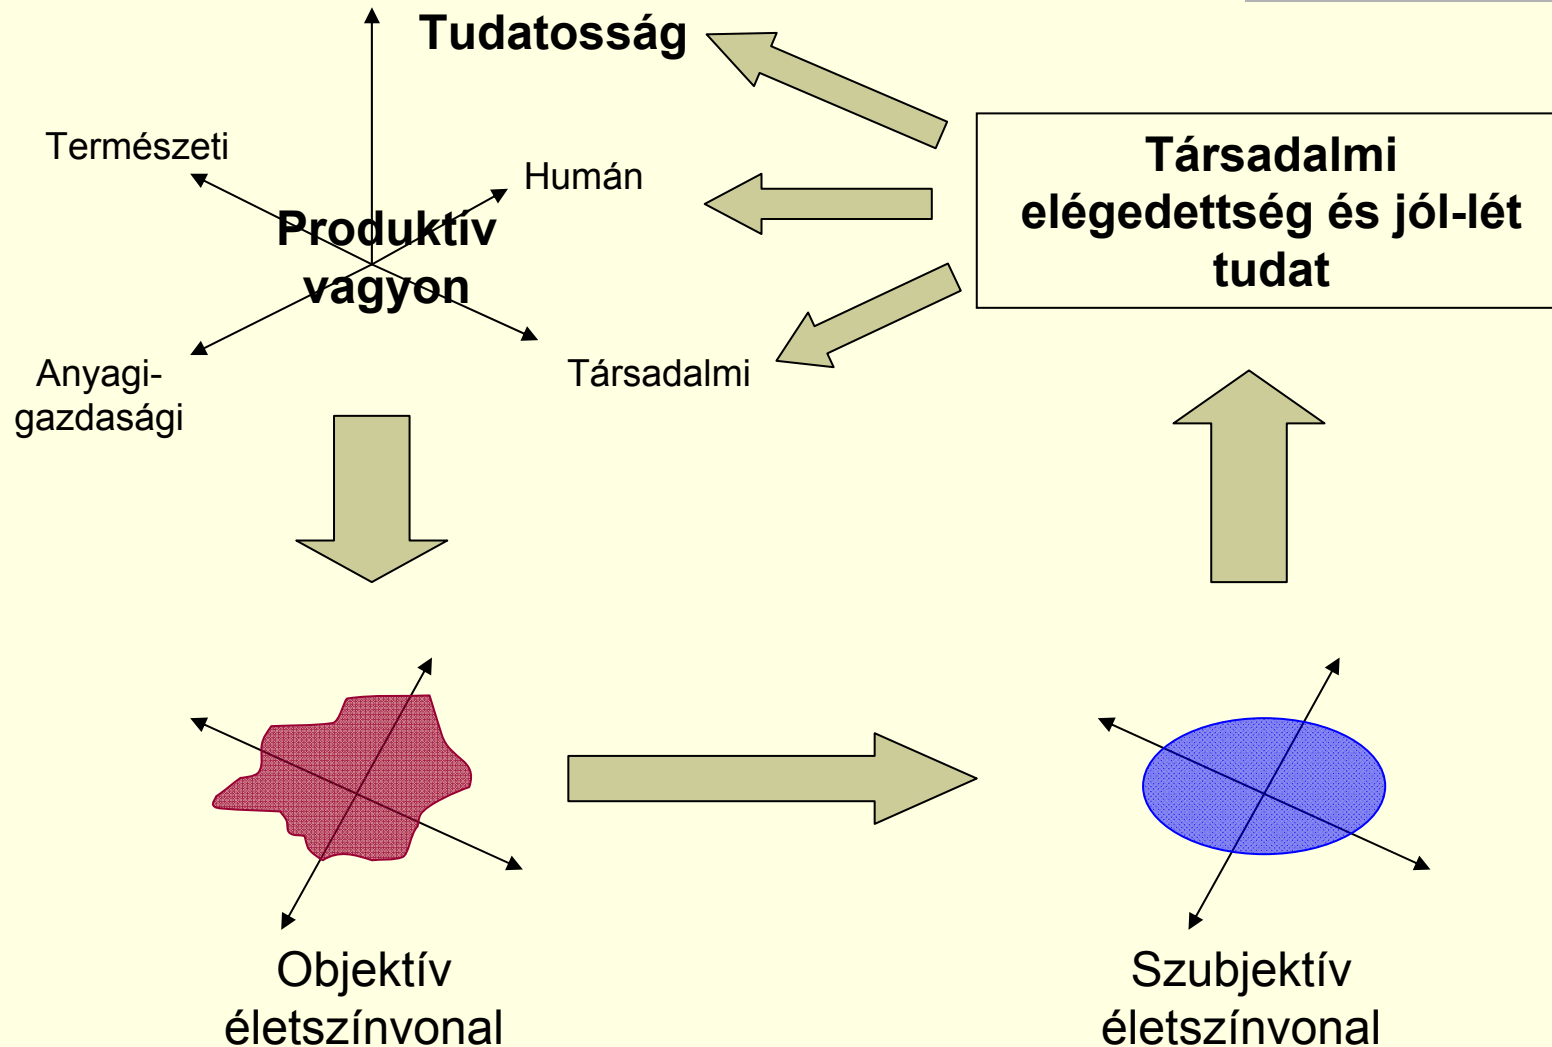 Tudatosság
Természeti
Humán
Produktív
vagyon
Anyagi-
gazdasági
Társadalmi
Társadalmi
elégedettség és jól-lét
tudat
Objektív
életszínvonal
Szubjektív
életszínvonal